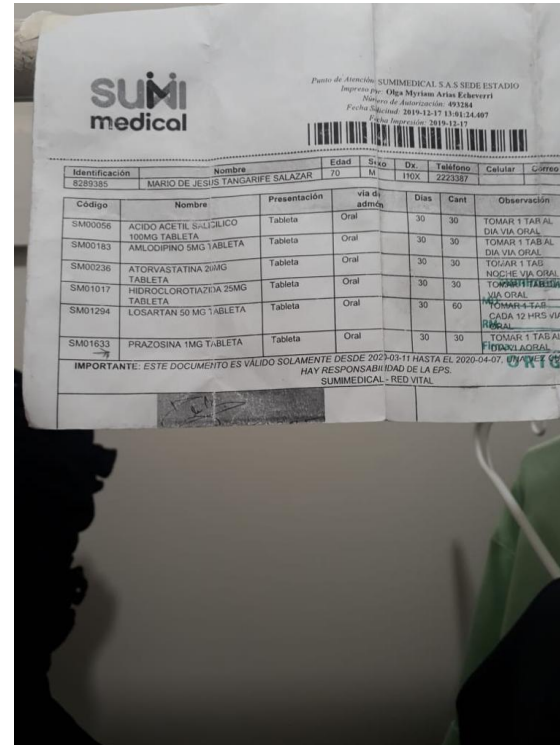 SUMI
medical
Punto de Atención: SUMIMEDICAL S.A.S SEDE ESTADIO
Impreso por: Olga Myriam Arias Echeverri
Número de Autorización: 493284
Fecha Solicitud: 2019-12-17 13:01:24.407
Fecha Impresión: 2019-12-17
Identificación Nombre Edad Sexo Dx. Teléfono Celular Correo
8289385 MARIO DE JESUS TANGARIFE SALAZAR 70 M I10X 2223387
Código Nombre Presentación via de admón Dias Cant Observación
SM00056 ACIDO ACETIL SALICILICO 100MG TABLETA Tableta Oral 30 30 TOMAR 1 TAB AL DIA VIA ORAL
SM00183 AMLODIPINO 5MG TABLETA Tableta Oral 30 30 TOMAR 1 TAB AL DIA VIA ORAL
SM00236 ATORVASTATINA 20MG TABLETA Tableta Oral 30 30 TOMAR 1 TAB NOCHE VIA ORAL
SM01017 HIDROCLOROTIAZIDA 25MG TABLETA Tableta Oral 30 30 VIA ORAL
SM01294 LOSARTAN 50 MG TABLETA Tableta Oral 30 60 TOMAR 1 TAB CADA 12 HRS VIA ORAL
SM01633 PRAZOSINA 1MG TABLETA Tableta Oral 30 30 TOMAR 1 TAB AL
IMPORTANTE: ESTE DOCUMENTO ES VÁLIDO SOLAMENTE DESDE 2020-03-11 HASTA EL 2020-04-07, UNA VEZ
HAY RESPONSABILIDAD DE LA EPS.
SUMIMEDICAL - RED VITAL